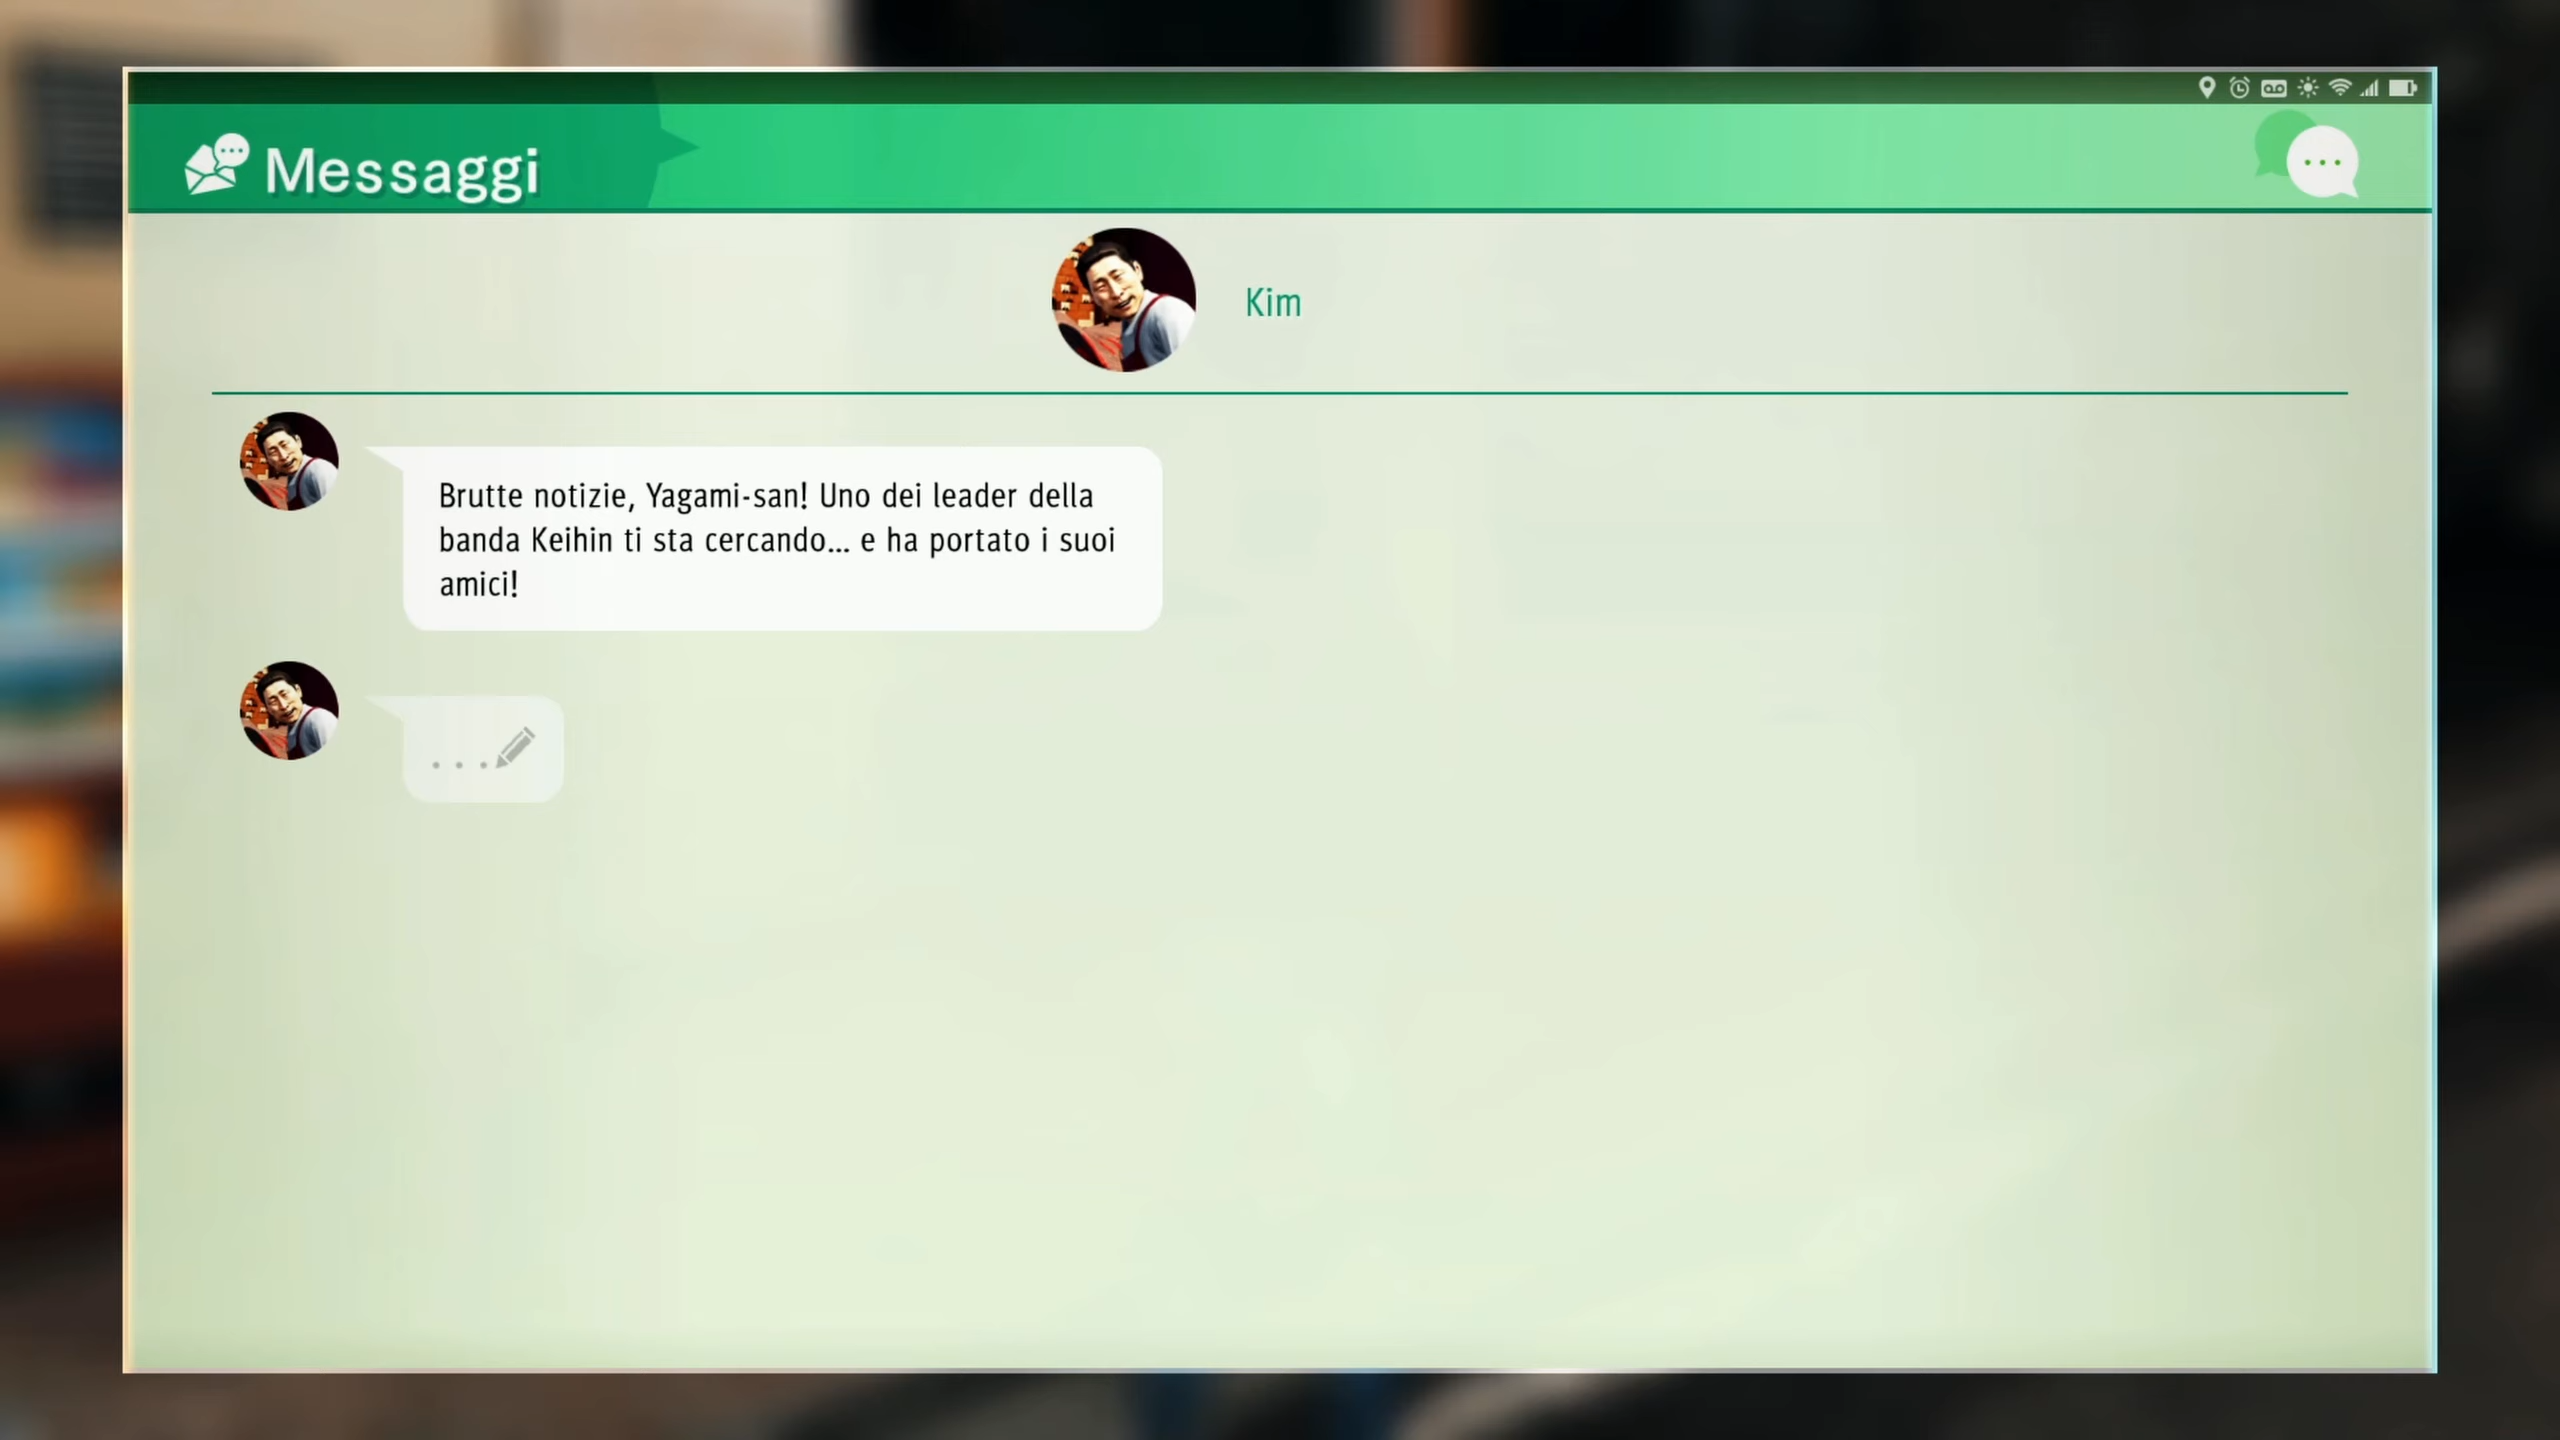 Messaggi
Kim
Brutte notizie, Yagami-san! Uno dei leader della
banda Keihin ti sta cercando... e ha portato i suoi
amici!
...